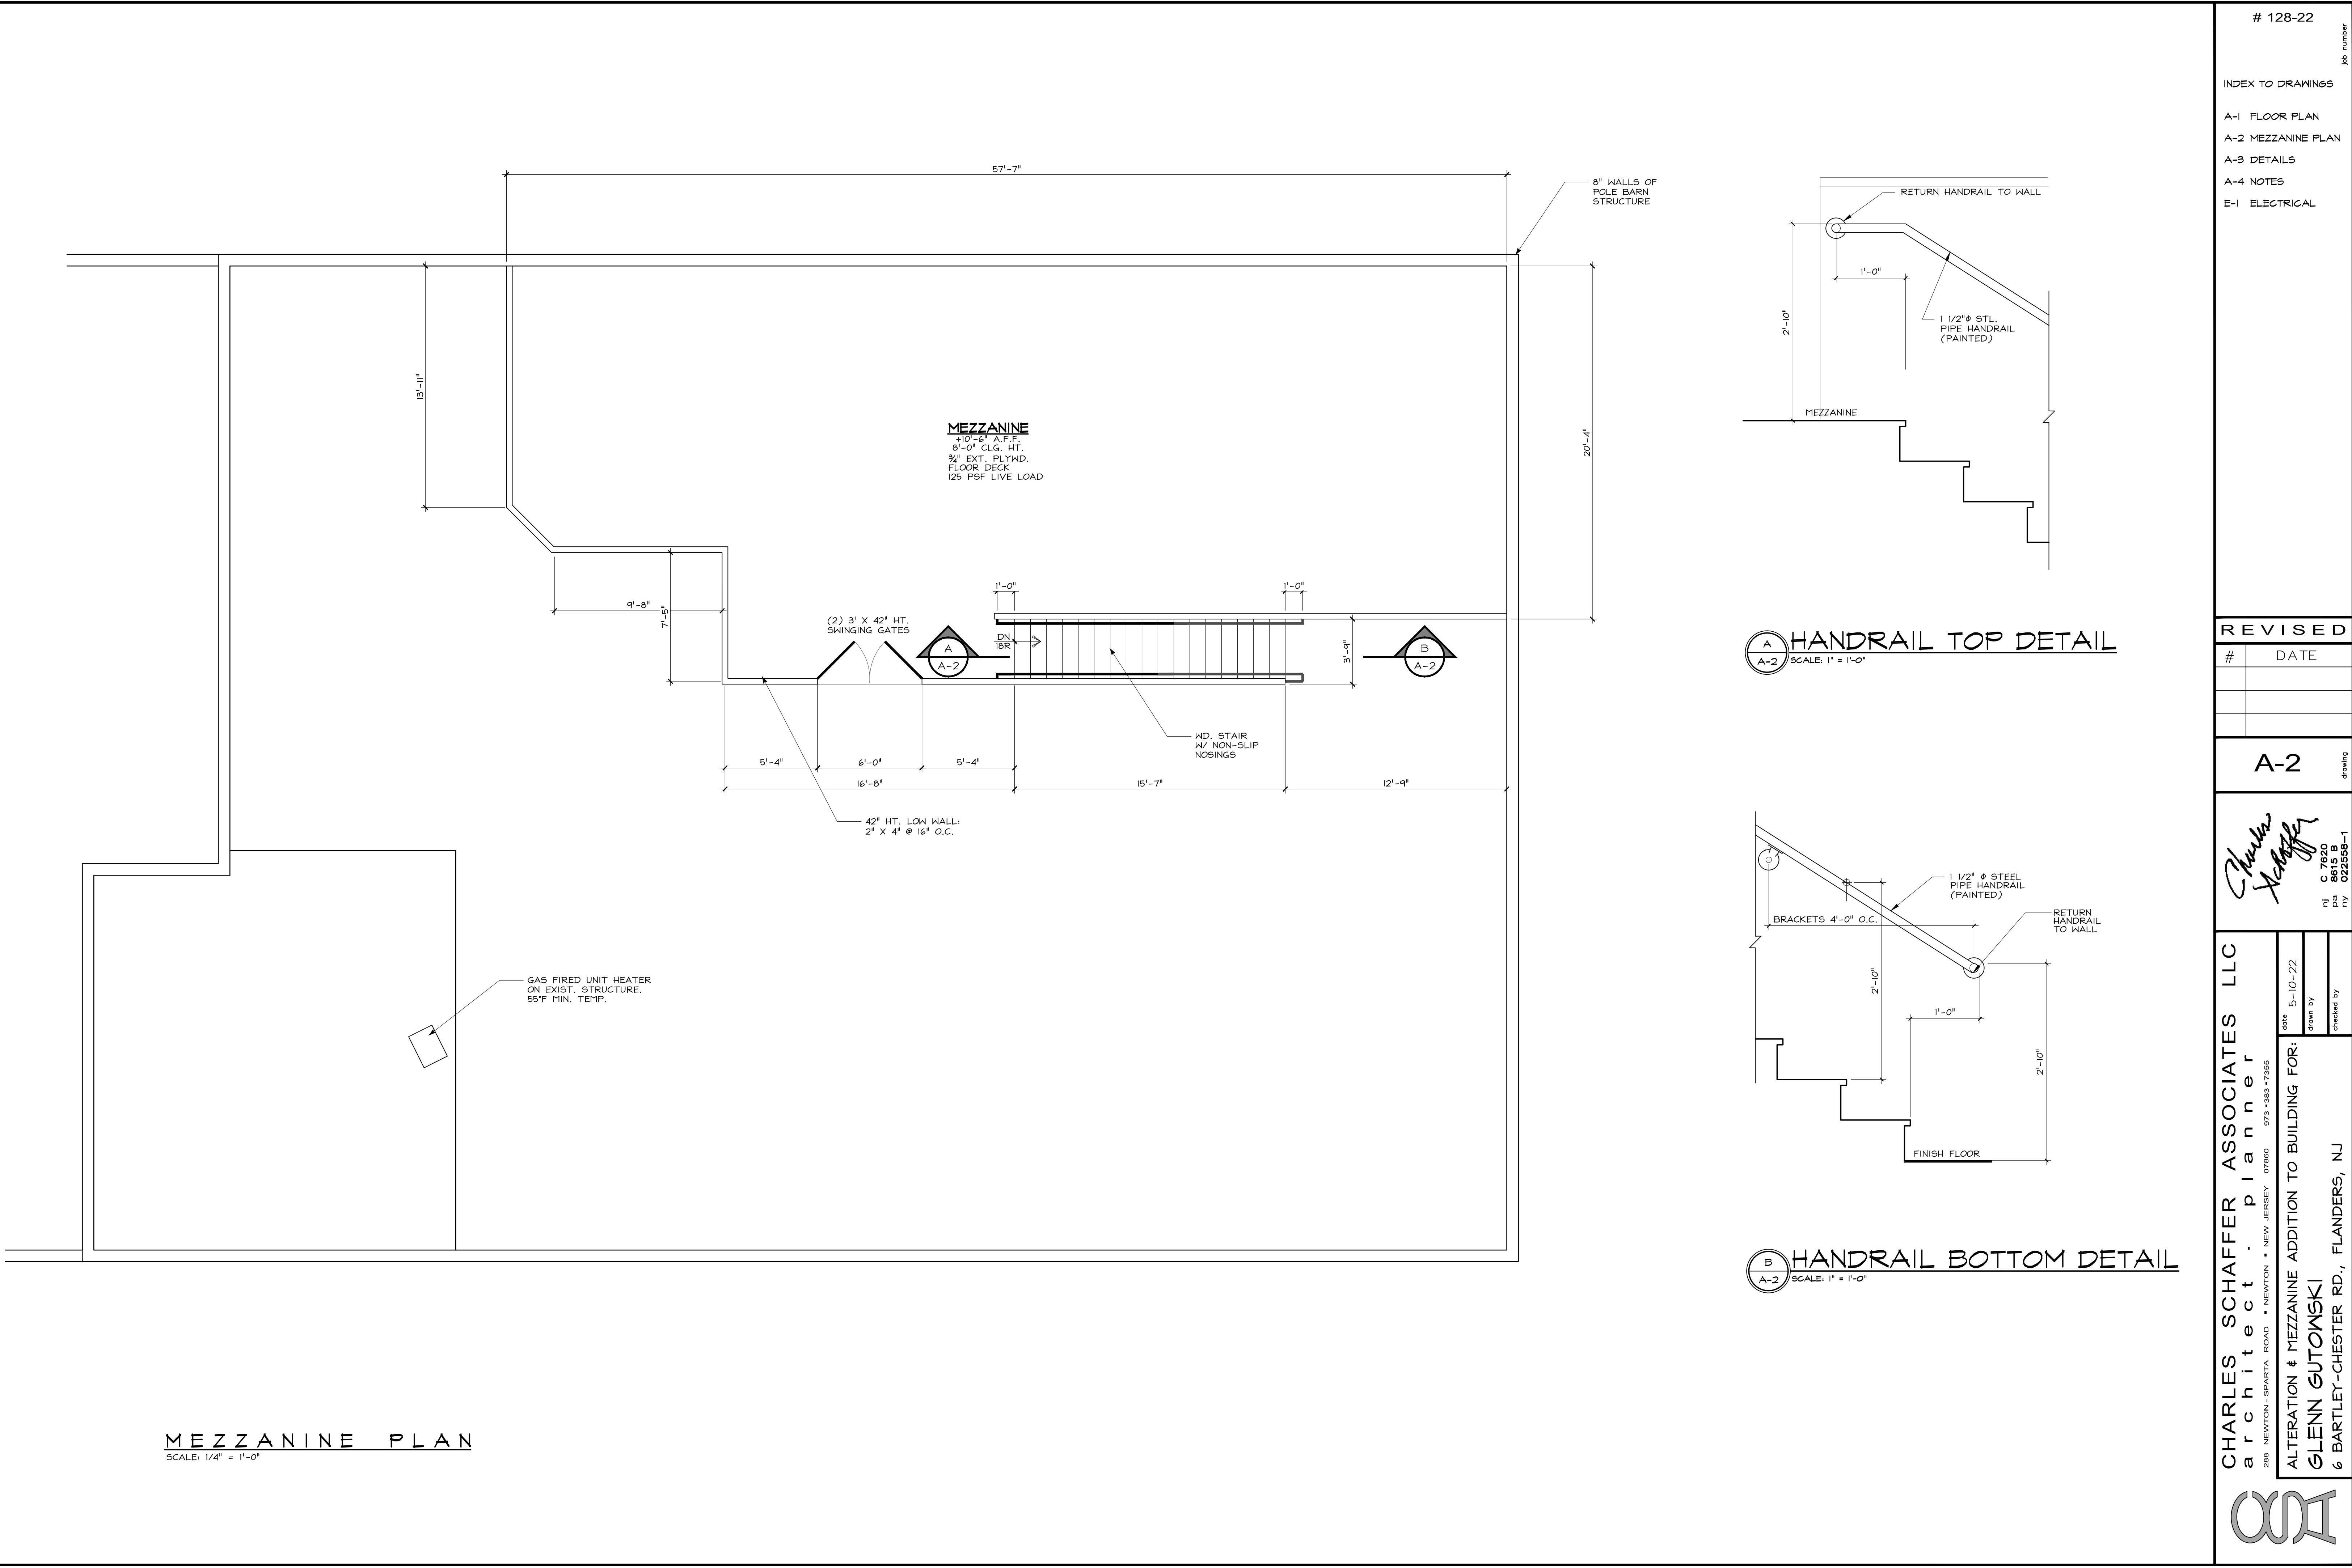 57'-7"
8" WALLS OF
POLE BARN
STRUCTURE
13'-11"
MEZZANINE
+10'-6" A.F.F.
8'-0" CLG. HT.
¾" EXT. PLYWD.
FLOOR DECK
125 PSF LIVE LOAD
20'-4"
9'-8"
7'-5"
(2) 3' X 42" HT.
SWINGING GATES
1'-0"
1'-0"
A
A-2
DN
18R
3'-9"
B
A-2
WD. STAIR
W/ NON-SLIP
NOSINGS
5'-4"
6'-0"
5'-4"
16'-8"
15'-7"
12'-9"
42" HT. LOW WALL:
2" X 4" @ 16" O.C.
GAS FIRED UNIT HEATER
ON EXIST. STRUCTURE.
55°F MIN. TEMP.
MEZZANINE PLAN
SCALE: 1/4" = 1'-0"
RETURN HANDRAIL TO WALL
1'-0"
2'-10"
1 1/2"Φ STL.
PIPE HANDRAIL
(PAINTED)
MEZZANINE
A
A-2
HANDRAIL TOP DETAIL
SCALE: 1" = 1'-0"
1 1/2" Φ STEEL
PIPE HANDRAIL
(PAINTED)
BRACKETS 4'-0" O.C.
RETURN
HANDRAIL
TO WALL
2'-10"
1'-0"
2'-10"
FINISH FLOOR
B
A-2
HANDRAIL BOTTOM DETAIL
SCALE: 1" = 1'-0"
# 128-22
job number
INDEX TO DRAWINGS
A-1 FLOOR PLAN
A-2 MEZZANINE PLAN
A-3 DETAILS
A-4 NOTES
E-1 ELECTRICAL
REVISED
# DATE
A-2
drawing
Charles
Schaffer
nj C 7620
pa 8615 B
ny 022558-1
CHARLES SCHAFFER ASSOCIATES LLC
architect . planner
288 NEWTON-SPARTA ROAD * NEWTON * NEW JERSEY 07860 973 *383 *7355
date 5-10-22
drawn by
checked by
ALTERATION & MEZZANINE ADDITION TO BUILDING FOR:
GLENN GUTOWSKI
6 BARTLEY-CHESTER RD., FLANDERS, NJ
CSA